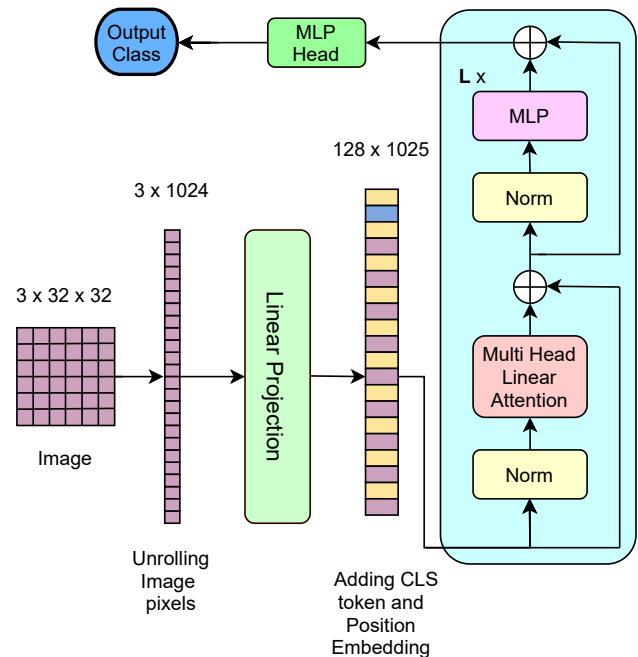 Output
Class
MLP
Head
L x
MLP
128 x 1025
3 x 1024
Norm
3 x 32 x 32
Linear Projection
Multi Head
Linear
Attention
Image
Norm
Unrolling
Image
pixels
Adding CLS
token and
Position
Embedding